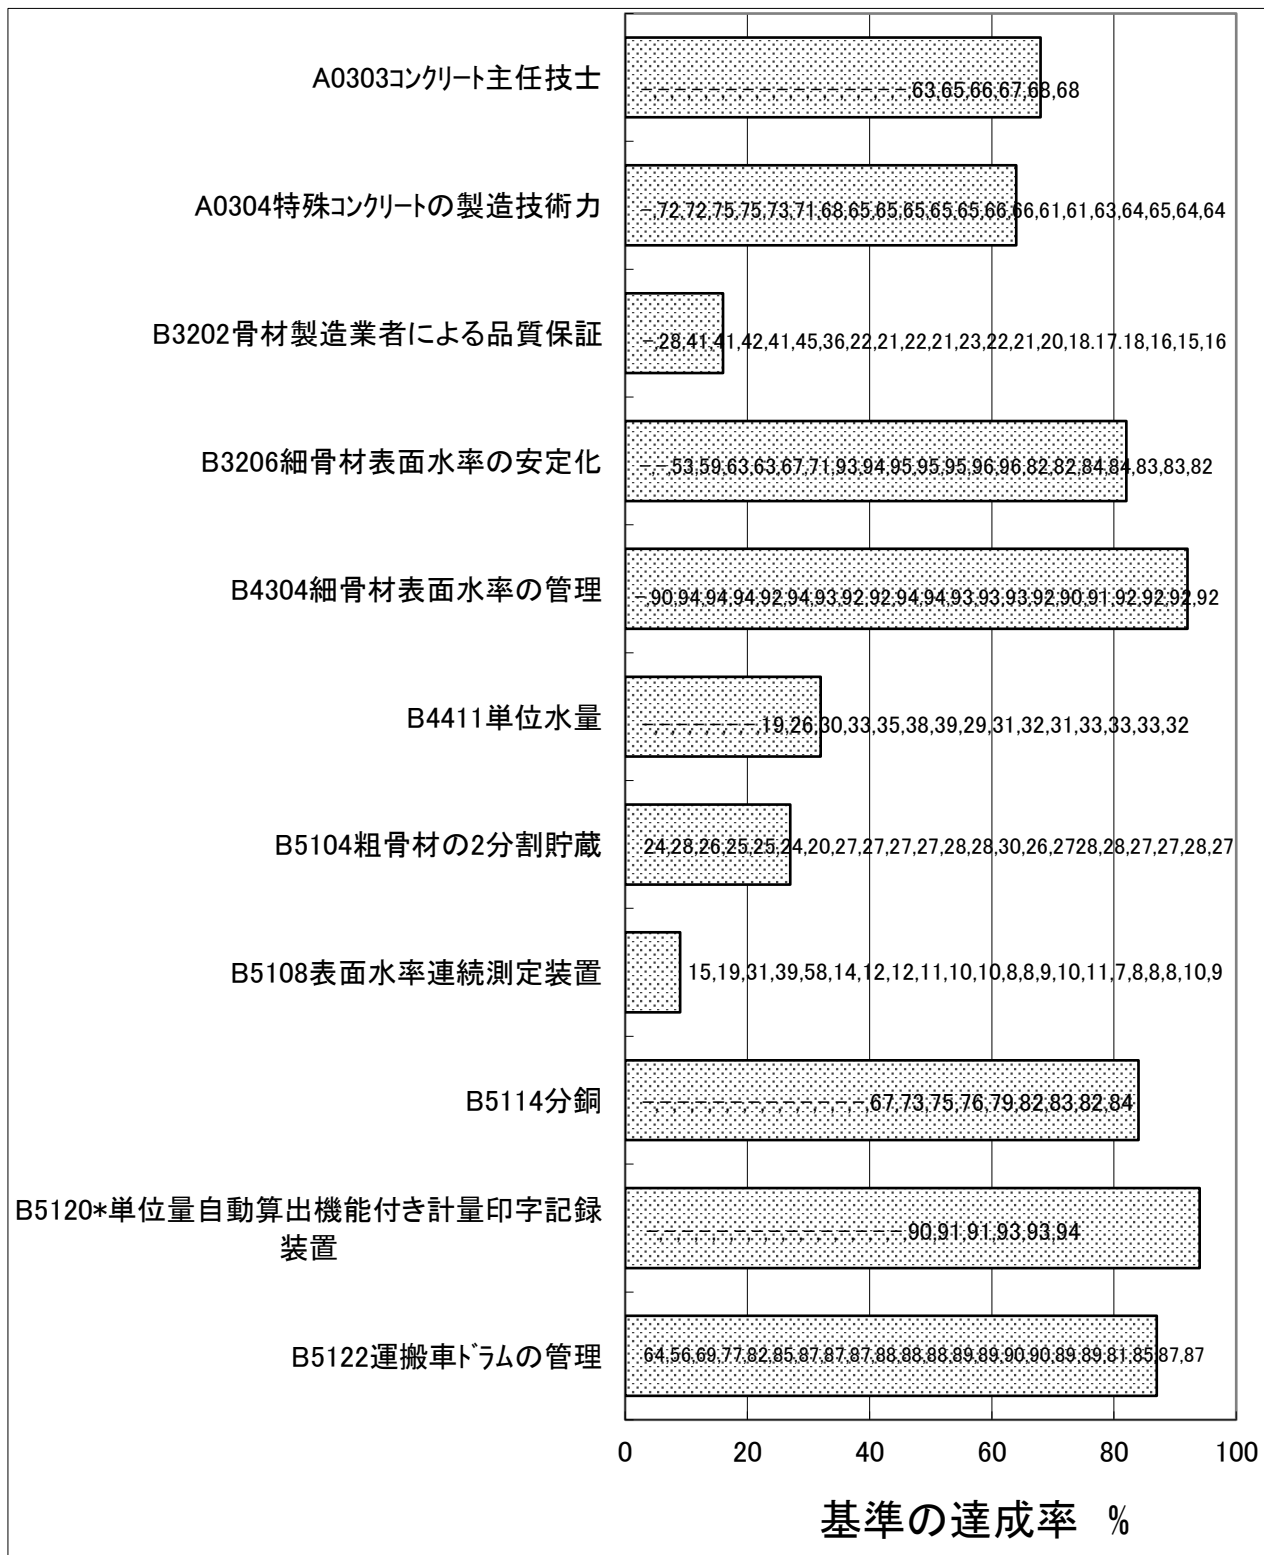 A0303コンクリート主任技士
-,-,-,-,-,-,-,-,-,-,-,-,-,-,-,-,63,65,66,67,68,68
A0304特殊コンクリートの製造技術力
-,72,72,75,75,73,71,68,65,65,65,65,65,66,66,61,61,63,64,65,64,64
B3202骨材製造業者による品質保証
-,28,41,41,42,41,45,36,22,21,22,21,23,22,21,20,18.17.18,16,15,16
B3206細骨材表面水率の安定化
-,-53,59,63,63,67,71,93,94,95,95,95,96,96,82,82,84,84,83,83,82
B4304細骨材表面水率の管理
-,90,94,94,94,92,94,93,92,92,94,94,93,93,93,92,90,91,92,92,92,92
B4411単位水量
-,-,-,-,-,-,-,19,26,30,33,35,38,39,29,31,32,31,33,33,33,32
B5104粗骨材の2分割貯蔵
24,28,26,25,25,24,20,27,27,27,27,28,28,30,26,2728,28,27,27,28,27
B5108表面水率連続測定装置
15,19,31,39,58,14,12,12,11,10,10,8,8,9,10,11,7,8,8,8,10,9
B5114分銅
-,-,-,-,-,-,-,-,-,-,-,-,-,67,73,75,76,79,82,83,82,84
B5120*単位量自動算出機能付き計量印字記録
装置
-,-,-,-,-,-,-,-,-,-,-,-,-,-,-,-,90,91,91,93,93,94
B5122運搬車ドラムの管理
64,56,69,77,82,85,87,87,87,88,88,88,89,89,90,90,89,89,81,85,87,87
0 20 40 60 80 100
基準の達成率 %